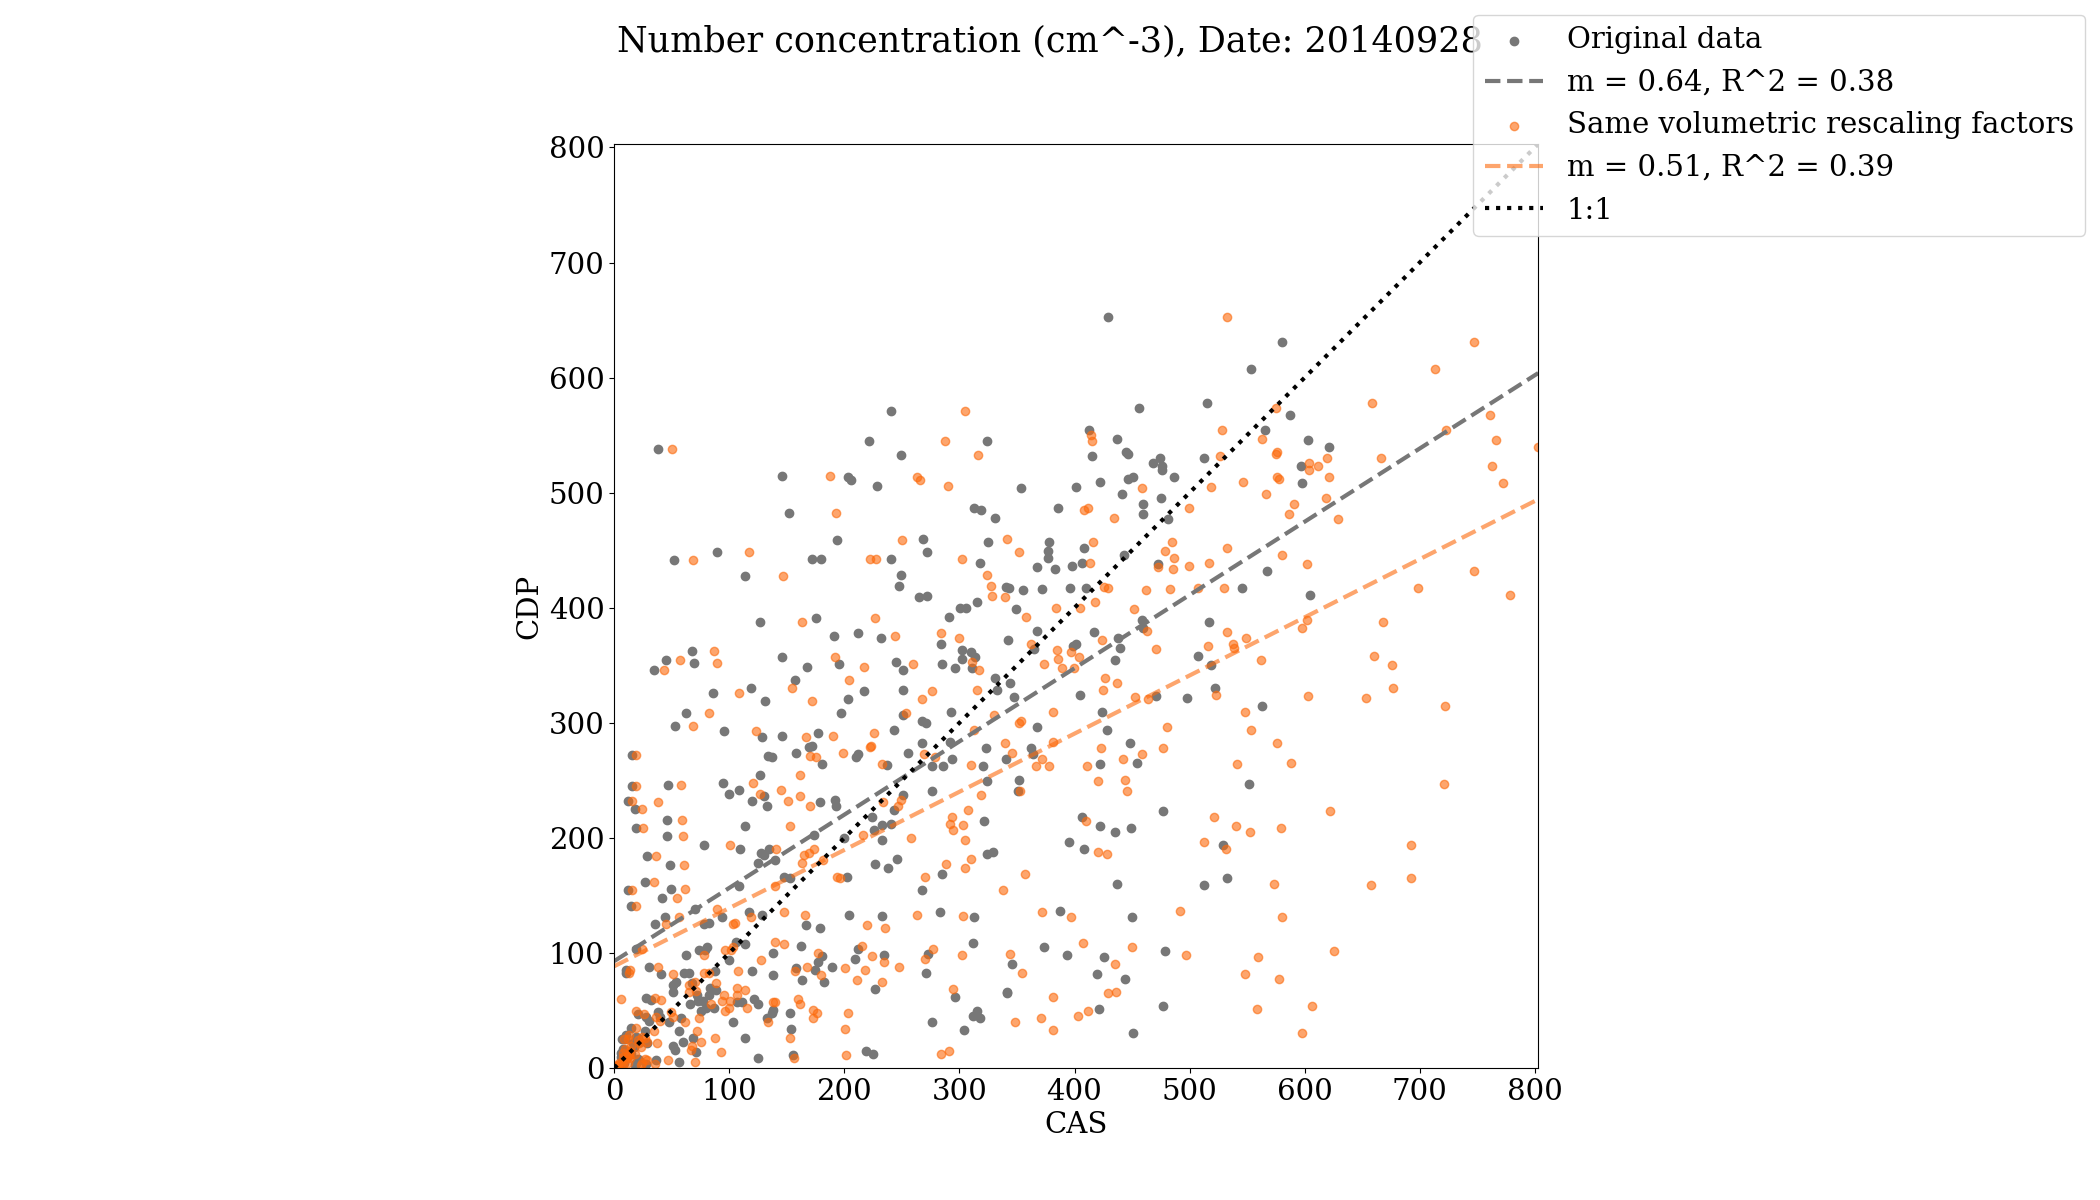 Number concentration (cm^-3), Date: 20140928
Original data
m = 0.64, R^2 = 0.38
Same volumetric rescaling factors
m = 0.51, R^2 = 0.39
1:1
800
700
600
500
400
300
200
100
0
CDP
0 100 200 300 400 500 600 700 800
CAS